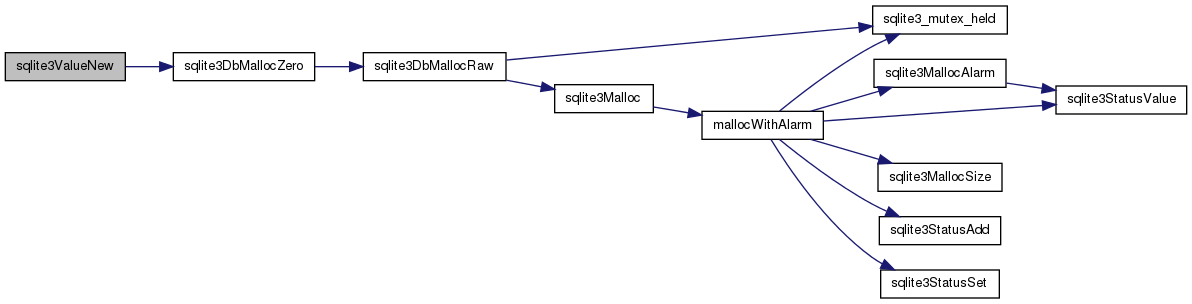 sqlite3ValueNew
sqlite3DbMallocZero
sqlite3DbMallocRaw
sqlite3_mutex_held
sqlite3Malloc
mallocWithAlarm
sqlite3MallocAlarm
sqlite3StatusValue
sqlite3MallocSize
sqlite3StatusAdd
sqlite3StatusSet